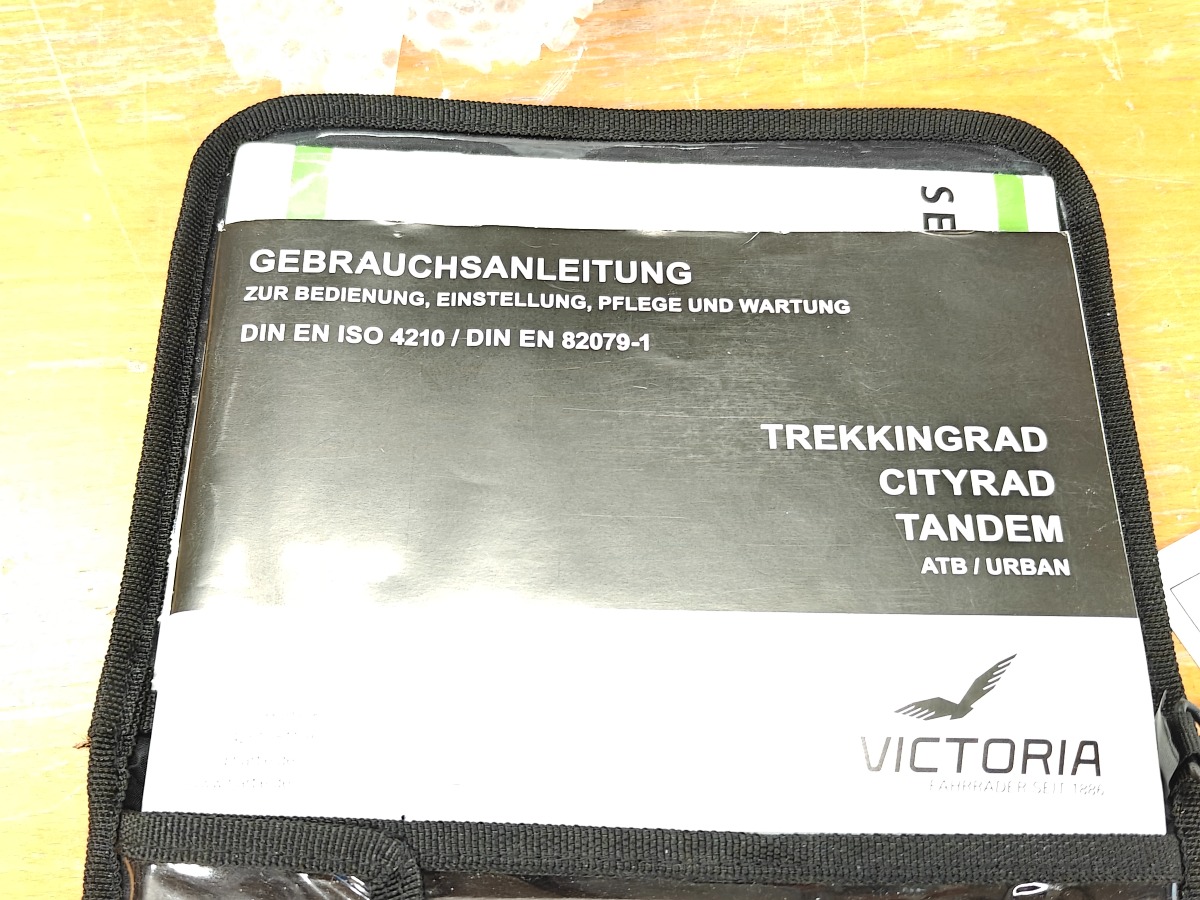 SE
GEBRAUCHSANLEITUNG
ZUR BEDIENUNG, EINSTELLUNG, PFLEGE UND WARTUNG
DIN EN ISO 4210 / DIN EN 82079-1
TREKKINGRAD
CITYRAD
TANDEM
ATB / URBAN
VICTORIA
FAHRRÄDER SEIT 1886